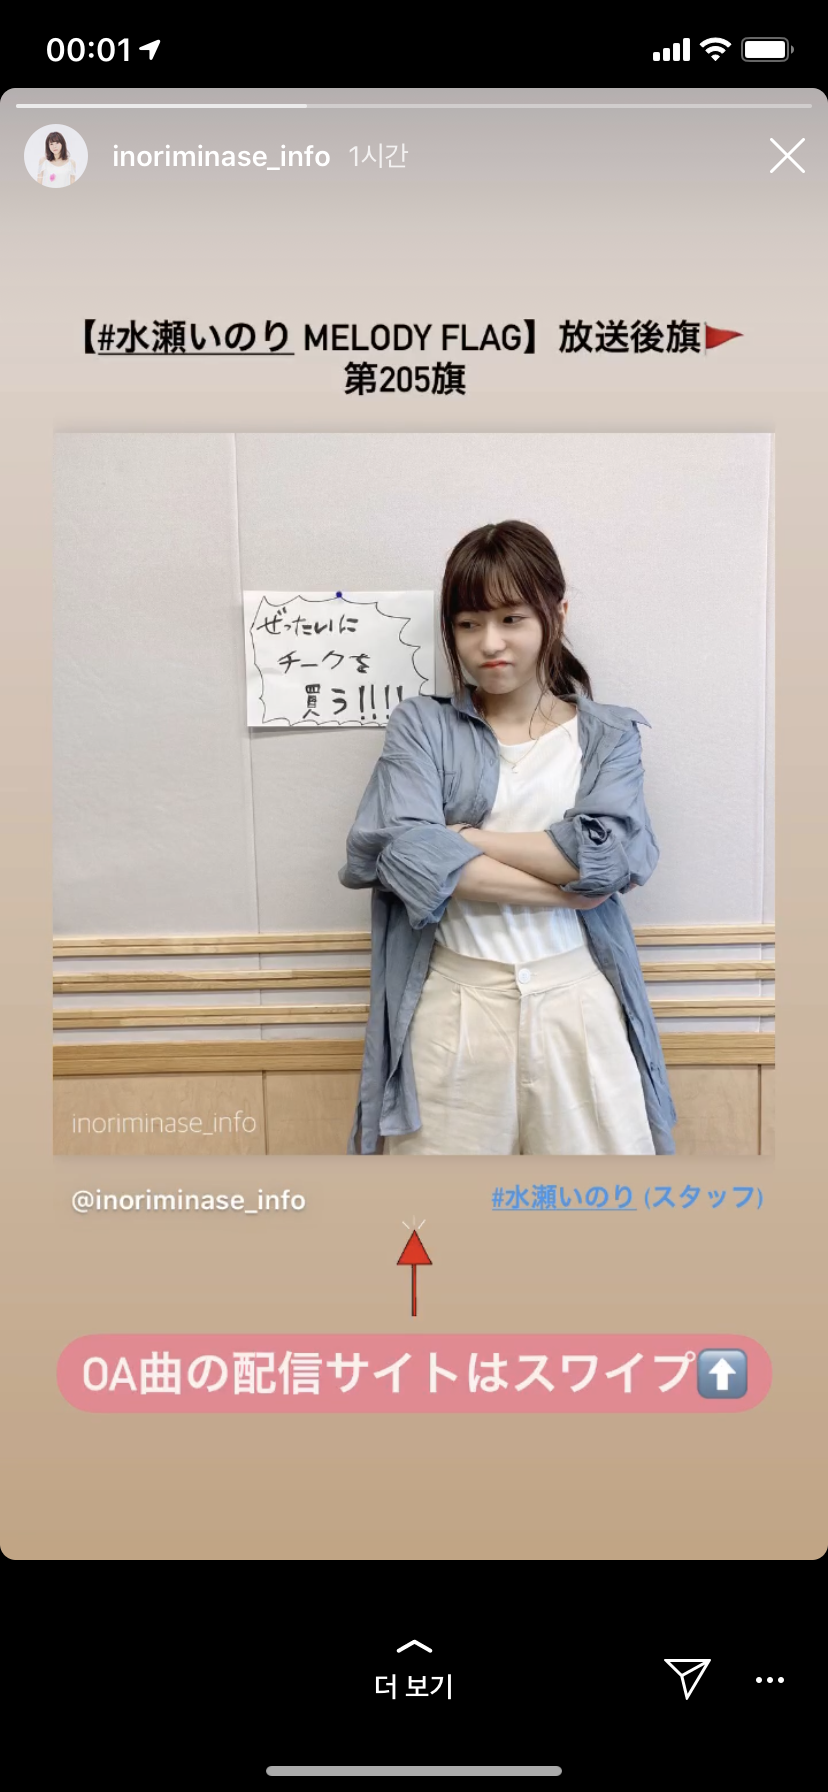 00:01
inoriminase_info 1시간
【#水瀬いのり MELODY FLAG】放送後旗🚩
第205旗
ぜったいに
チークを
買う!!!!
inoriminase_info
@inoriminase_info #水瀬いのり (スタッフ)
OA曲の配信サイトはスワイプ⬆️
더 보기